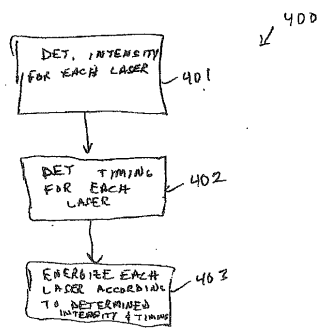 400
DET. INTENSITY
FOR EACH LASER
401
DET TIMING
FOR EACH
LASER
402
ENERGIZE EACH
LASER ACCORDING
TO DETERMINED
INTENSITY & TIMING
403